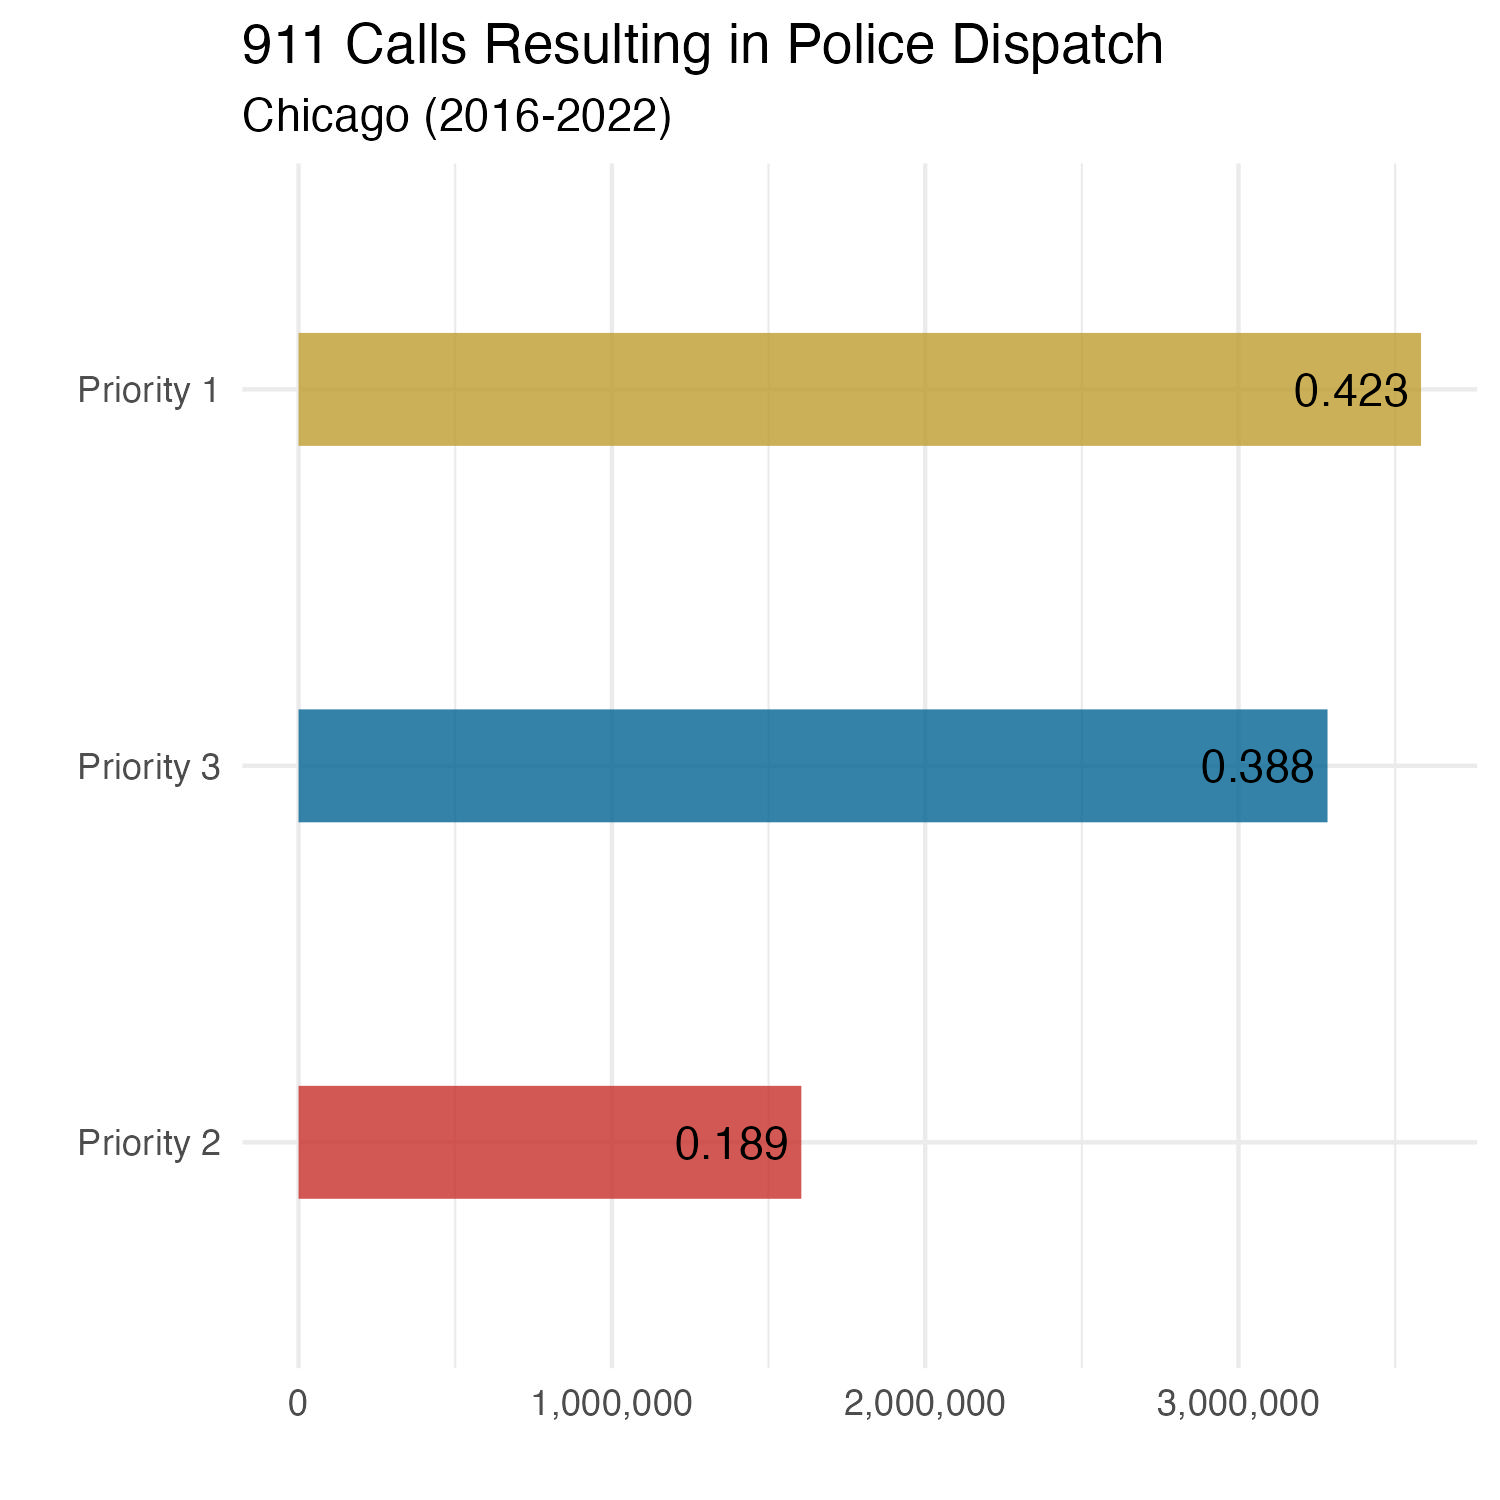 911 Calls Resulting in Police Dispatch
Chicago (2016-2022)
Priority 1
0.423
Priority 3
0.388
Priority 2
0.189
0
1,000,000
2,000,000
3,000,000